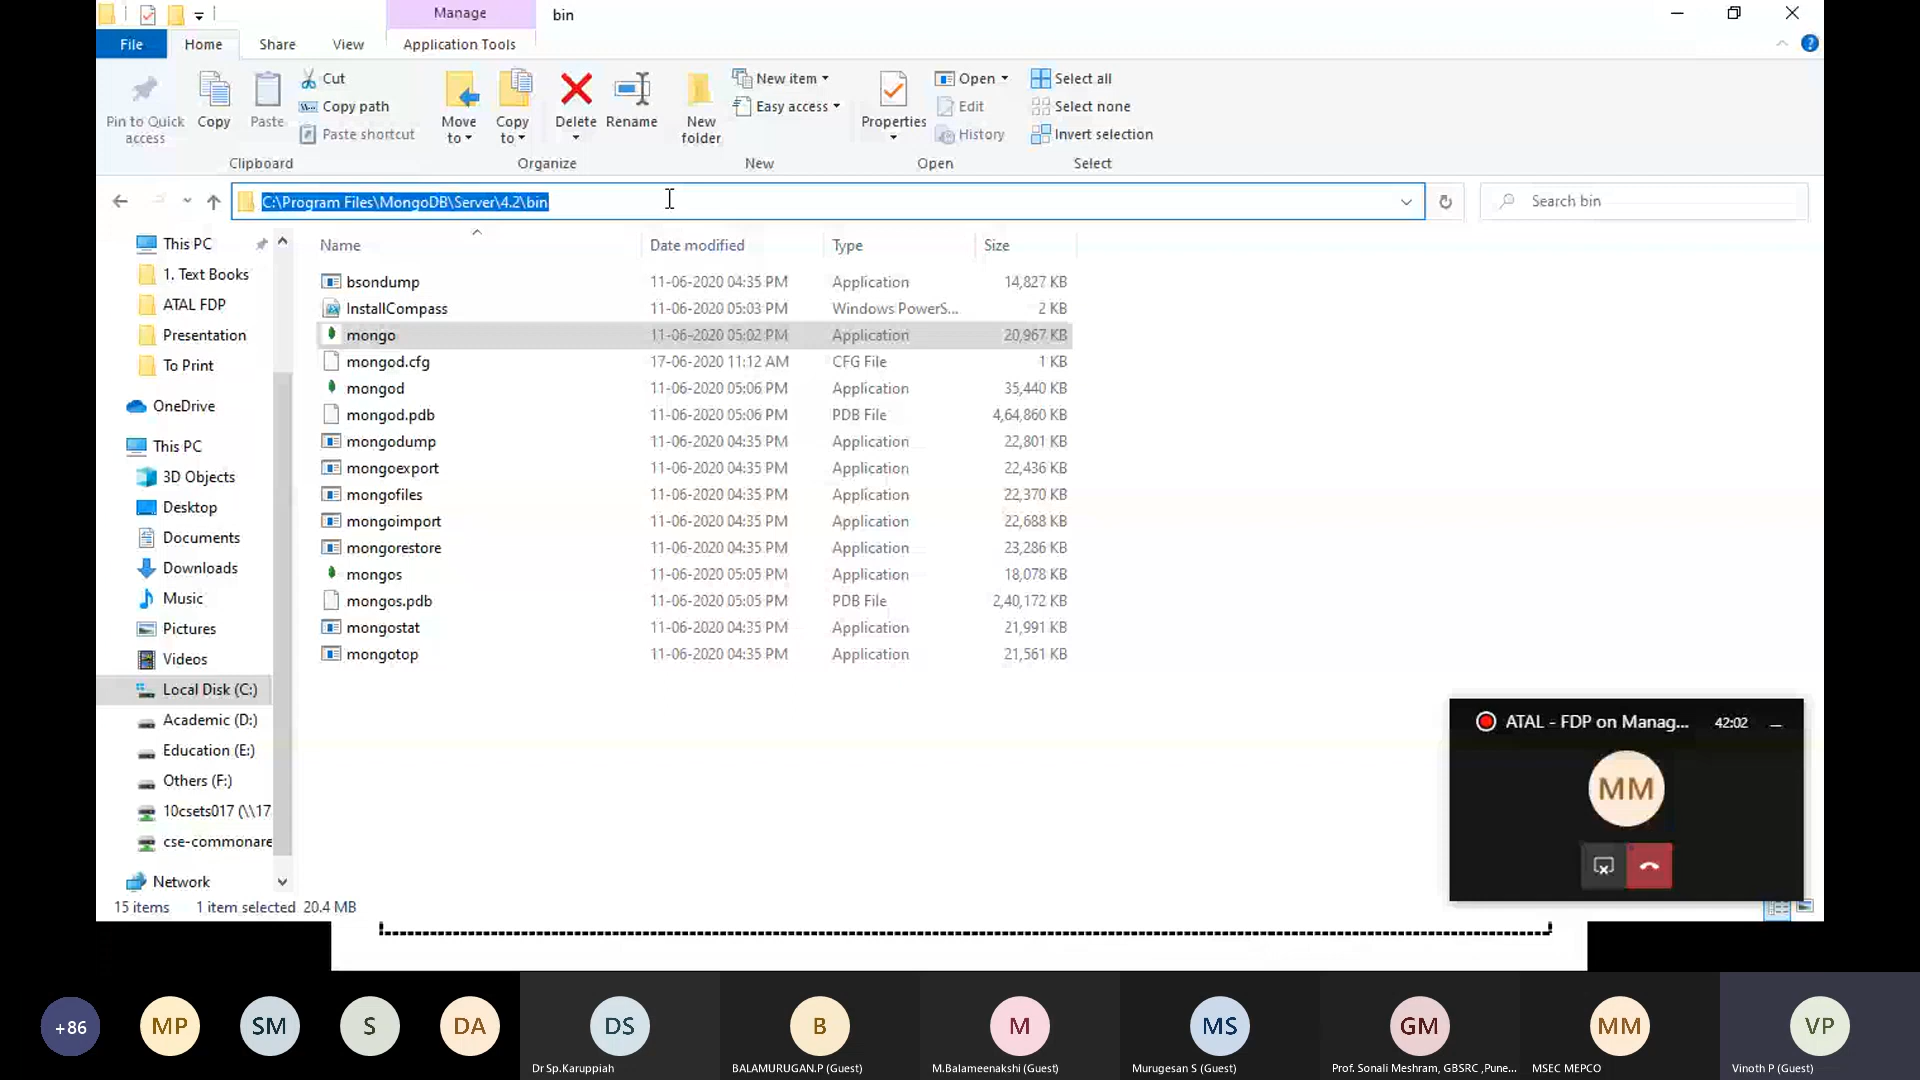 Manage
bin
File
Home
Share
View
Application Tools
Pin to Quick access
Copy
Paste
Cut
Copy path
Paste shortcut
Clipboard
Move to
Copy to
Delete
Rename
Organize
New folder
New item
Easy access
New
Properties
Open
Edit
History
Open
Select all
Select none
Invert selection
Select
C:\Program Files\MongoDB\Server\4.2\bin
Search bin
This PC
1. Text Books
ATAL FDP
Presentation
To Print
OneDrive
This PC
3D Objects
Desktop
Documents
Downloads
Music
Pictures
Videos
Local Disk (C:)
Academic (D:)
Education (E:)
Others (F:)
10csets017 (\\17
cse-commonare
Network
Name Date modified Type Size
bsondump 11-06-2020 04:35 PM Application 14,827 KB
InstallCompass 11-06-2020 05:03 PM Windows PowerS... 2 KB
mongo 11-06-2020 05:02 PM Application 20,967 KB
mongod.cfg 17-06-2020 11:12 AM CFG File 1 KB
mongod 11-06-2020 05:06 PM Application 35,440 KB
mongod.pdb 11-06-2020 05:06 PM PDB File 4,64,860 KB
mongodump 11-06-2020 04:35 PM Application 22,801 KB
mongoexport 11-06-2020 04:35 PM Application 22,436 KB
mongofiles 11-06-2020 04:35 PM Application 22,370 KB
mongoimport 11-06-2020 04:35 PM Application 22,688 KB
mongorestore 11-06-2020 04:35 PM Application 23,286 KB
mongos 11-06-2020 05:05 PM Application 18,078 KB
mongos.pdb 11-06-2020 05:05 PM PDB File 2,40,172 KB
mongostat 11-06-2020 04:35 PM Application 21,991 KB
mongotop 11-06-2020 04:35 PM Application 21,561 KB
ATAL - FDP on Manag... 42:02
MM
15 items 1 item selected 20.4 MB
+86
MP
SM
S
DA
DS
B
M
MS
GM
MM
VP
Dr Sp.Karuppiah
BALAMURUGAN.P (Guest)
M.Balameenakshi (Guest)
Murugesan S (Guest)
Prof. Sonali Meshram, GBSRC ,Pune...
MSEC MEPCO
Vinoth P (Guest)